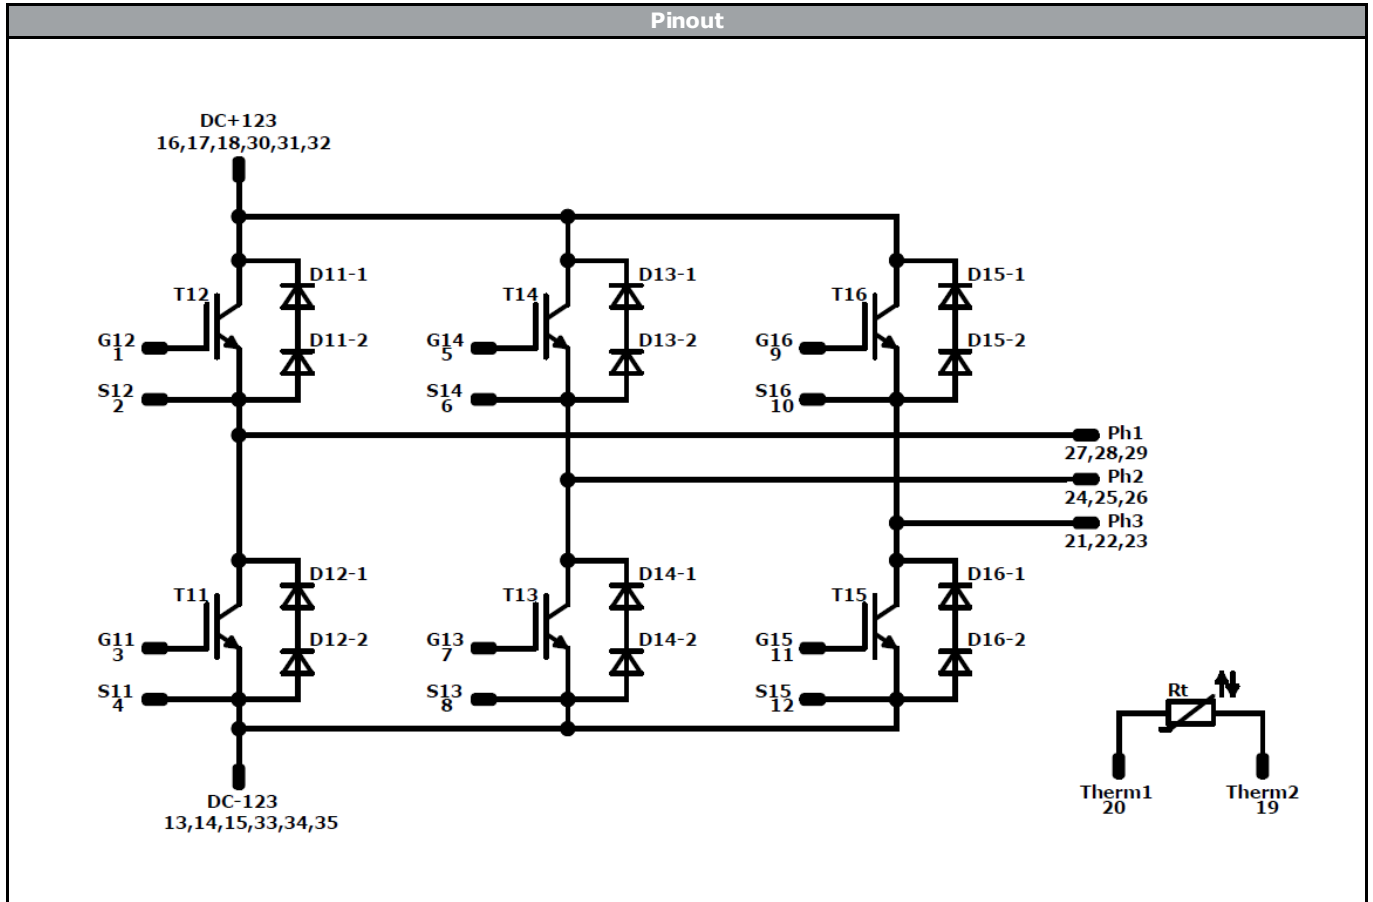 Pinout
DC+123
16,17,18,30,31,32
D11-1
D13-1
D15-1
T12
T14
T16
G12
1
D11-2
G14
5
D13-2
G16
9
D15-2
S12
2
S14
6
S16
10
Ph1
27,28,29
Ph2
24,25,26
Ph3
21,22,23
D12-1
D14-1
D16-1
T11
T13
T15
G11
3
D12-2
G13
7
D14-2
G15
11
D16-2
S11
4
S13
8
S15
12
Rt
DC-123
13,14,15,33,34,35
Therm1
20
Therm2
19